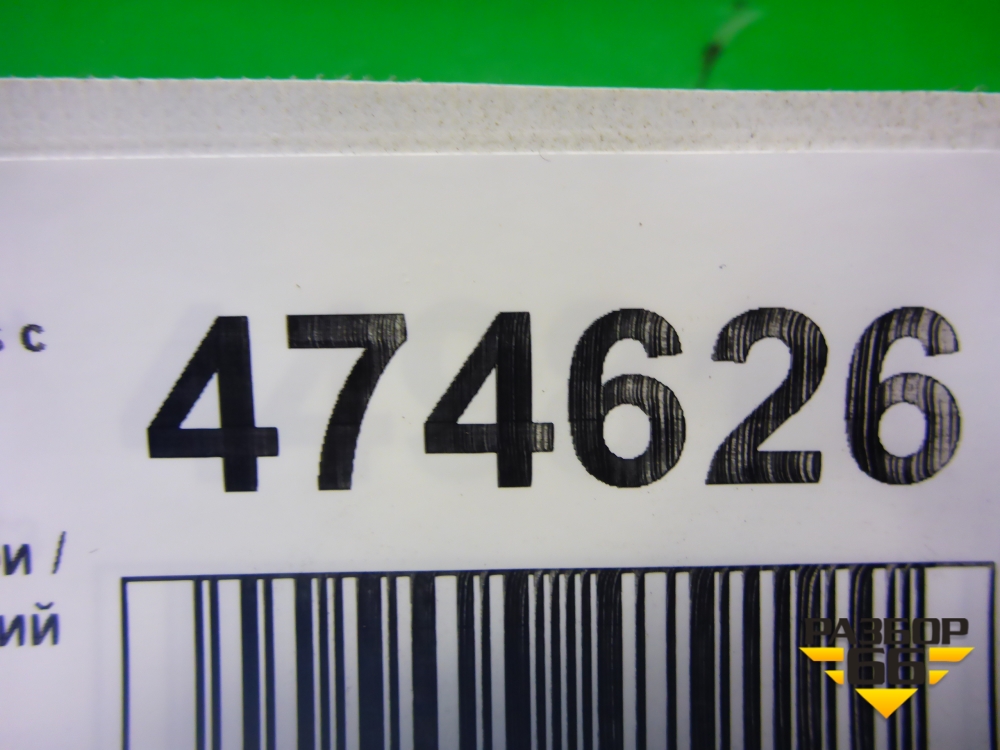 с
474626
и /
ий
РАЗБОР
66